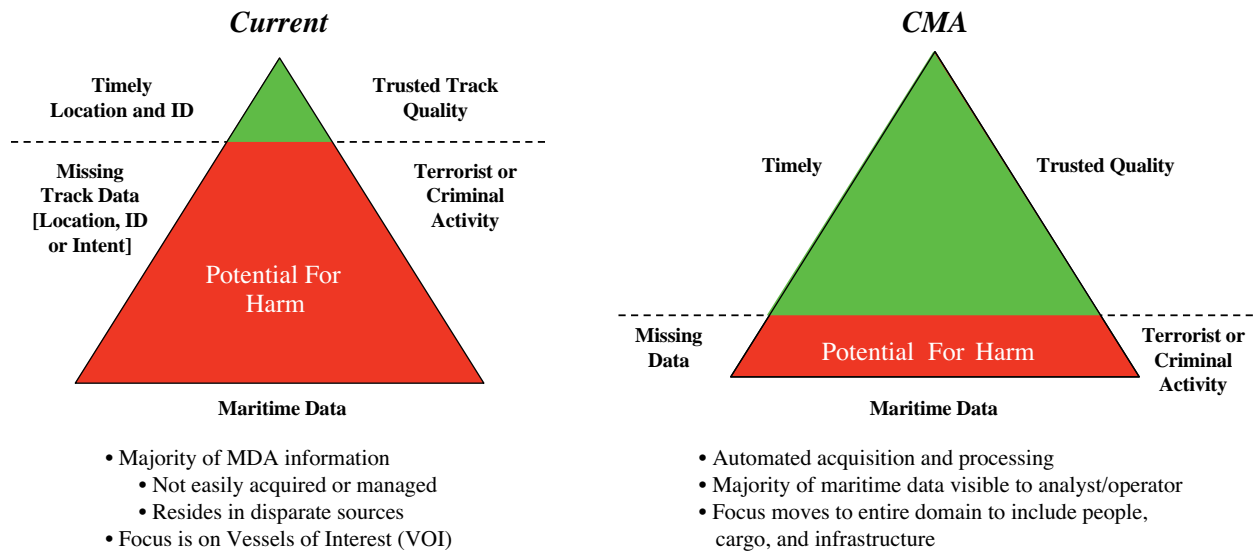 Current
Timely
Location and ID
Trusted Track
Quality
Missing
Track Data
[Location, ID
or Intent]
Terrorist or
Criminal
Activity
Potential For
Harm
Maritime Data
• Majority of MDA information
• Not easily acquired or managed
• Resides in disparate sources
• Focus is on Vessels of Interest (VOI)
CMA
Timely
Trusted Quality
Missing
Data
Potential For Harm
Terrorist or
Criminal
Activity
Maritime Data
• Automated acquisition and processing
• Majority of maritime data visible to analyst/operator
• Focus moves to entire domain to include people,
cargo, and infrastructure